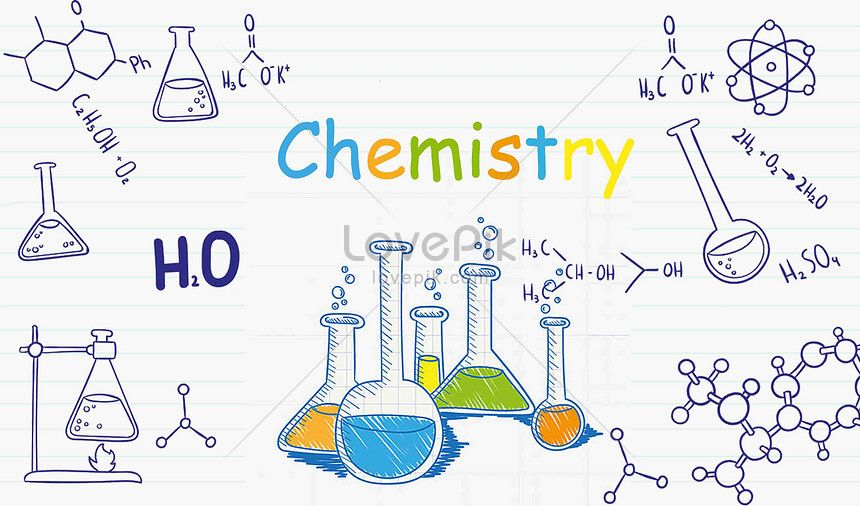 O
Ph
C₂H₅OH + O₂
O
H₃C O⁻K⁺
O
H₃C O⁻K⁺
2H₂ + O₂ → 2H₂O
Chemistry
H₂O
LovePik
lovepik.com
H₃C
CH-OH
H₃C
OH
H₂SO₄